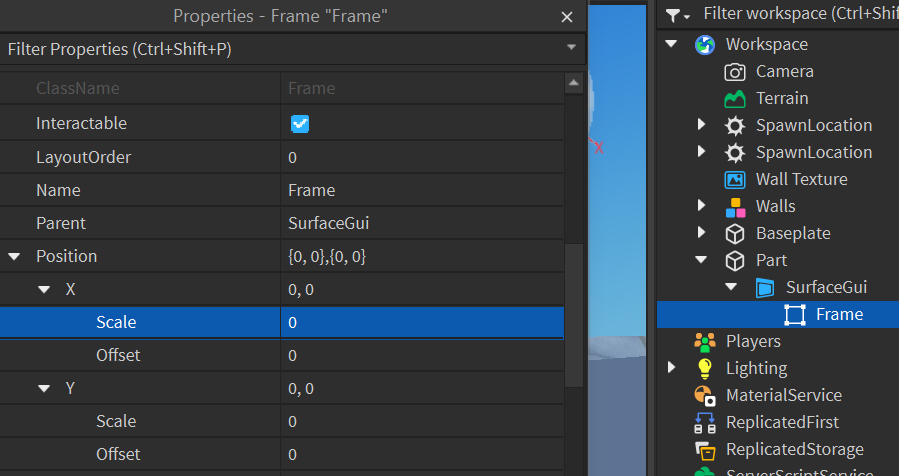 Properties - Frame "Frame"
Filter Properties (Ctrl+Shift+P)
ClassName Frame
Interactable
LayoutOrder 0
Name Frame
Parent SurfaceGui
Position {0, 0},{0, 0}
X 0, 0
Scale 0
Offset 0
Y 0, 0
Scale 0
Offset 0
X
Filter workspace (Ctrl+Shif
Workspace
Camera
Terrain
SpawnLocation
SpawnLocation
Wall Texture
Walls
Baseplate
Part
SurfaceGui
Frame
Players
Lighting
MaterialService
ReplicatedFirst
ReplicatedStorage
ServerScriptService